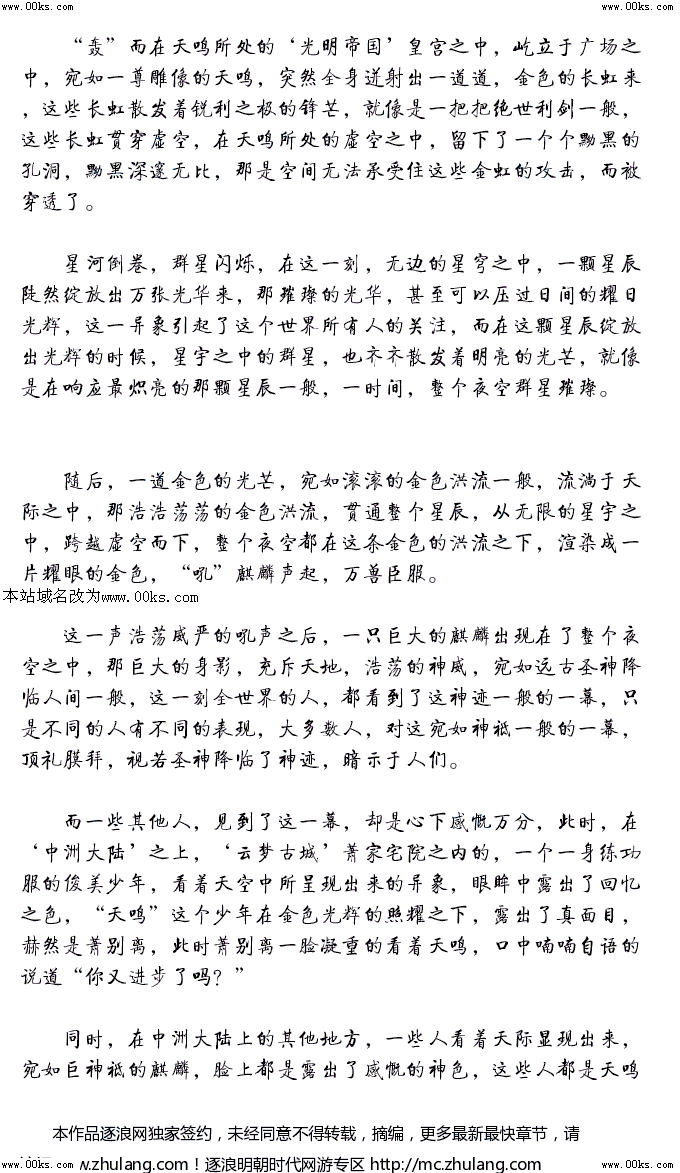 www.00ks.com www.00ks.com
“轰”而在天鸣所处的‘光明帝国’皇宫之中，屹立于广场之
中，宛如一尊雕像的天鸣，突然全身迸射出一道道，金色的长虹来
，这些长虹散发着锐利之极的锋芒，就像是一把把绝世利剑一般，
这些长虹贯穿虚空，在天鸣所处的虚空之中，留下了一个个黝黑的
孔洞，黝黑深邃无比，那是空间无法承受住这些金虹的攻击，而被
穿透了。
星河倒卷，群星闪烁，在这一刻，无边的星穹之中，一颗星辰
陡然绽放出万张光华来，那璀璨的光华，甚至可以压过日间的耀日
光辉，这一异象引起了这个世界所有人的关注，而在这颗星辰绽放
出光辉的时候，星宇之中的群星，也齐齐散发着明亮的光芒，就像
是在响应最炽亮的那颗星辰一般，一时间，整个夜空群星璀璨。
随后，一道金色的光芒，宛如滚滚的金色洪流一般，流淌于天
际之中，那浩浩荡荡的金色洪流，贯通整个星辰，从无限的星宇之
中，跨越虚空而下，整个夜空都在这条金色的洪流之下，渲染成一
片耀眼的金色，“吼”麒麟声起，万兽臣服。
本站域名改为www.00ks.com
这一声浩荡威严的吼声之后，一只巨大的麒麟出现在了整个夜
空之中，那巨大的身影，充斥天地，浩荡的神威，宛如远古圣神降
临人间一般，这一刻全世界的人，都看到了这神迹一般的一幕，只
是不同的人有不同的表现，大多数人，对这宛如神祗一般的一幕，
顶礼膜拜，视若圣神降临了神迹，暗示于人们。
而一些其他人，见到了这一幕，却是心下感慨万分，此时，在
‘中洲大陆’之上，‘云梦古城’萧家宅院之内的，一个一身练功
服的俊美少年，看着天空中所呈现出来的异象，眼眸中露出了回忆
之色，“天鸣”这个少年在金色光辉的照耀之下，露出了真面目，
赫然是萧别离，此时萧别离一脸凝重的看着天鸣，口中喃喃自语的
说道“你又进步了吗？”
同时，在中洲大陆上的其他地方，一些人看着天际显现出来，
宛如巨神祗的麒麟，脸上都是露出了感慨的神色，这些人都是天鸣
本作品逐浪网独家签约，未经同意不得转载，摘编，更多最新最快章节，请
www.00ks.com w.zhulang.com！逐浪明朝时代网游专区 http://mc.zhulang.com www.00ks.com